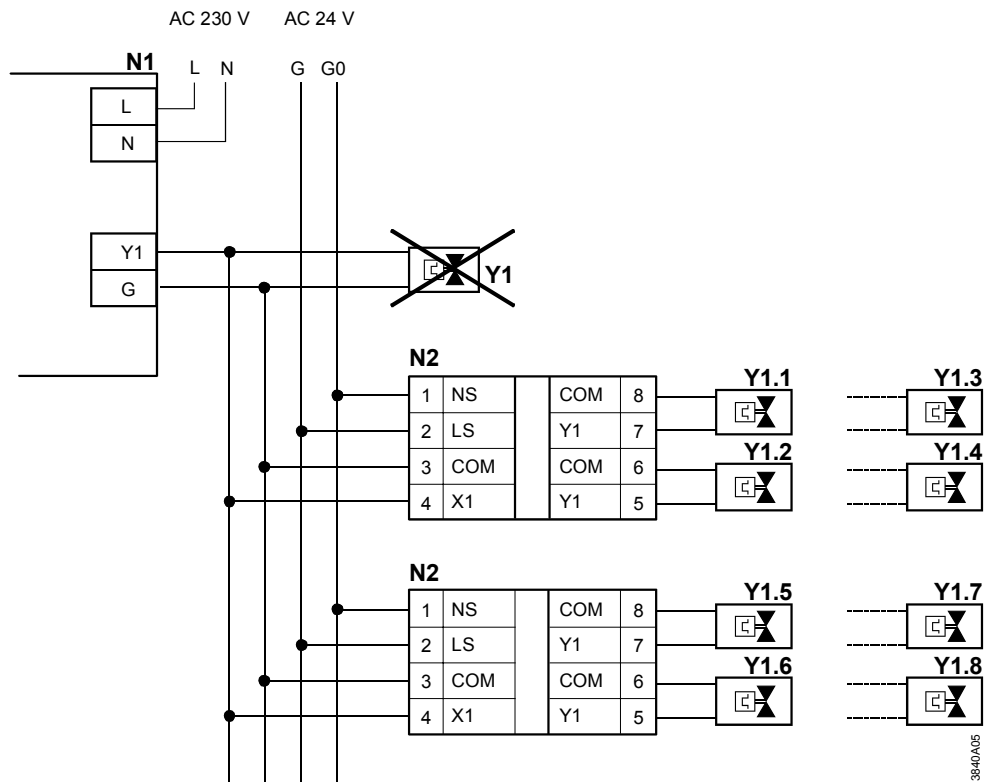 AC 230 V AC 24 V
N1 L N G G0
L
N
Y1
G
Y1
N2
1 NS COM 8
2 LS Y1 7
3 COM COM 6
4 X1 Y1 5
Y1.1 Y1.3
Y1.2 Y1.4
N2
1 NS COM 8
2 LS Y1 7
3 COM COM 6
4 X1 Y1 5
Y1.5 Y1.7
Y1.6 Y1.8
3840A05